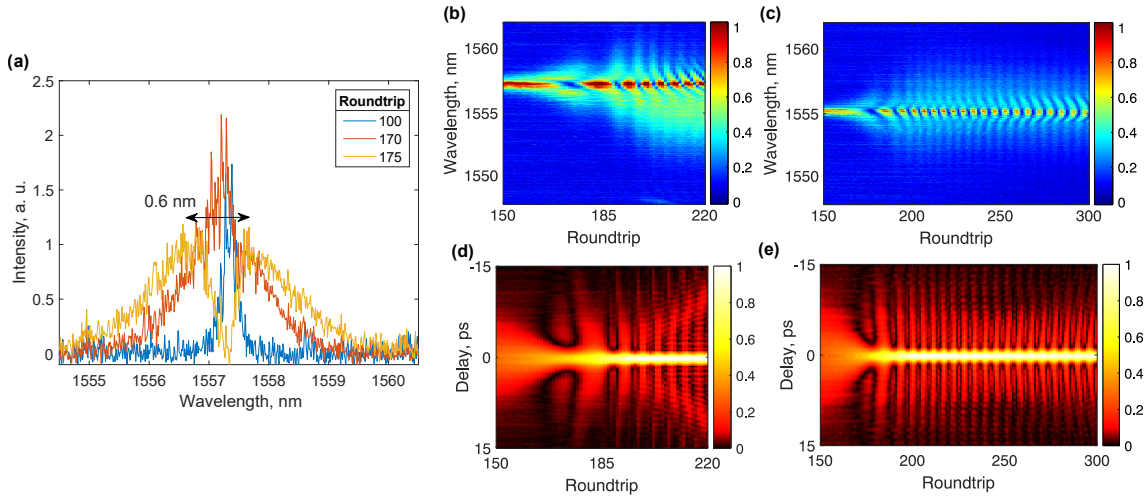 (a)
2.5
2
1.5
1
0.5
0
Intensity, a. u.
1555 1556 1557 1558 1559 1560
Wavelength, nm
0.6 nm
Roundtrip
100
170
175
(b)
1560
1555
1550
Wavelength, nm
150 185 220
Roundtrip
1
0.8
0.6
0.4
0.2
0
(c)
1560
1555
1550
Wavelength, nm
150 200 250 300
Roundtrip
1
0.8
0.6
0.4
0.2
0
(d)
-15
0
15
Delay, ps
150 185 220
Roundtrip
1
0.8
0.6
0.4
0.2
0
(e)
-15
0
15
Delay, ps
150 200 250 300
Roundtrip
1
0.8
0.6
0.4
0.2
0